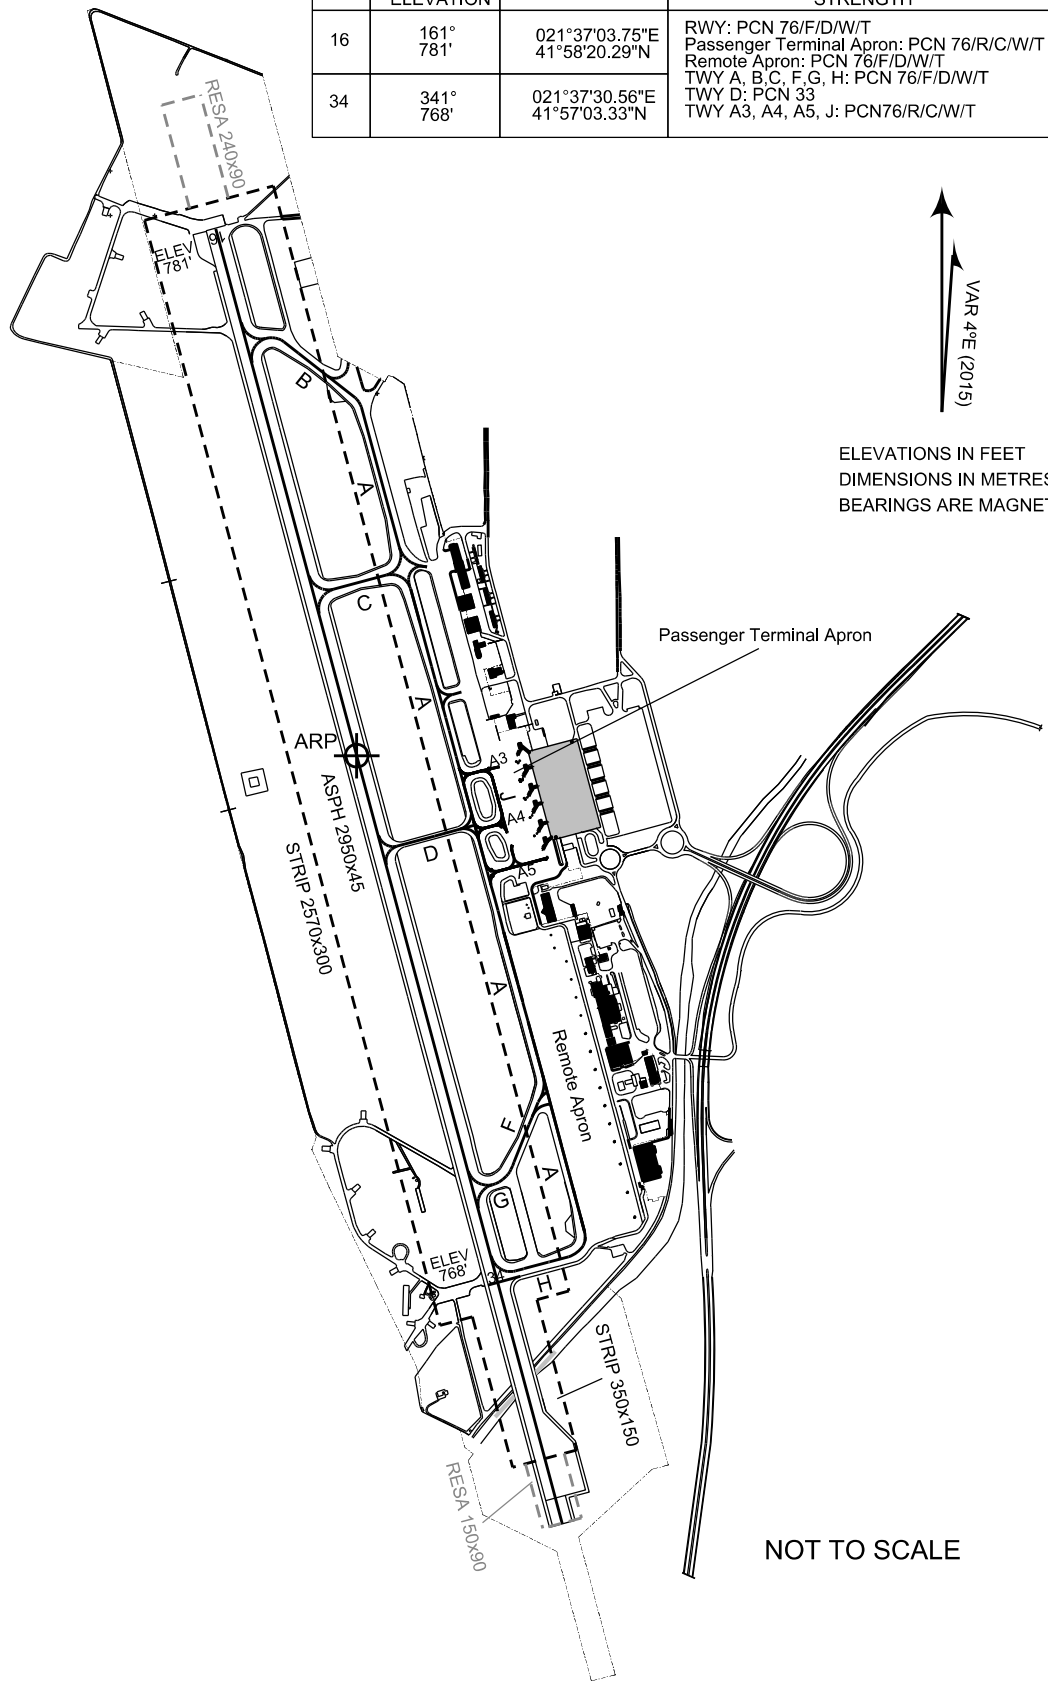 ELEVATION
STRENGTH
16
161°
781'
021°37'03.75"E
41°58'20.29"N
RWY: PCN 76/F/D/W/T
Passenger Terminal Apron: PCN 76/R/C/W/T
Remote Apron: PCN 76/F/D/W/T
TWY A, B,C, F,G, H: PCN 76/F/D/W/T
TWY D: PCN 33
TWY A3, A4, A5, J: PCN76/R/C/W/T
34
341°
768'
021°37'30.56"E
41°57'03.33"N
RESA 240x90
16
ELEV
781'
VAR 4°E (2015)
B
A
ELEVATIONS IN FEET
DIMENSIONS IN METRES
BEARINGS ARE MAGNET
C
Passenger Terminal Apron
A
ARP
A3
J
A4
ASPH 2950x45
STRIP 2570x300
D
A5
A
Remote Apron
F
A
G
ELEV
768'
34
H
STRIP 350x150
RESA 150x90
NOT TO SCALE